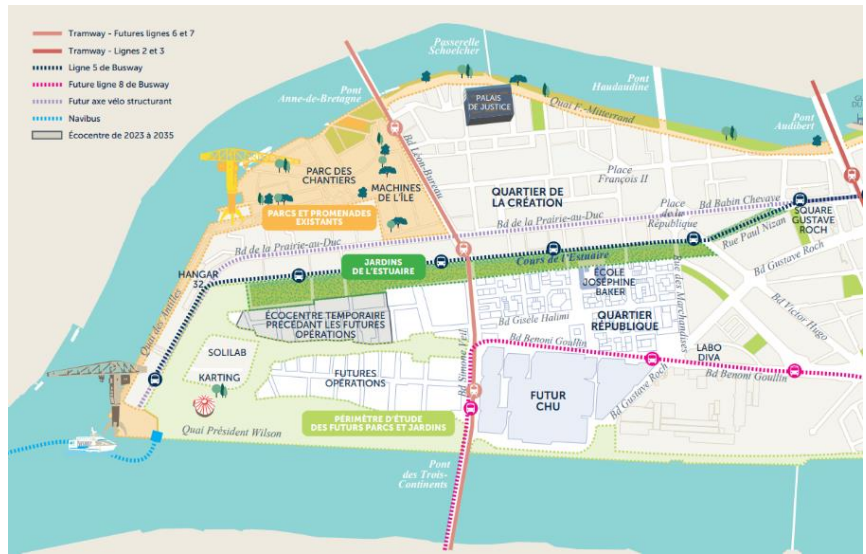 Tramway - Futures lignes 6 et 7
Tramway - Lignes 2 et 3
Ligne 5 de Busway
Future ligne 8 de Busway
Futur axe vélo structurant
Navibus
Écocentre de 2023 à 2035
Passerelle
Schoelcher
Pont
Anne-de-Bretagne
Pont
Haudaudine
Pont
Audibert
PALAIS
DE JUSTICE
Quai F.-Mitterrand
Bd Léon-Bureau
PARC DES
CHANTIERS
MACHINES
DE L'ÎLE
PARCS ET PROMENADES
EXISTANTS
QUARTIER DE
LA CRÉATION
Place
François II
Place
de la
République
Bd Babin Chevaye
SQUARE
GUSTAVE
ROCH
Bd de la Prairie-au-Duc
Bd de la Prairie-au-Duc
Rue Paul Nizan
Bd Gustave Roch
HANGAR
32
JARDINS
DE L'ESTUAIRE
Cours de l'Estuaire
ÉCOLE
JOSÉPHINE
BAKER
Rue des Marchandises
Bd Victor Hugo
Quai des Antilles
ÉCOCENTRE TEMPORAIRE
PRÉCÉDANT LES FUTURES
OPÉRATIONS
Bd Gisèle Halimi
QUARTIER
RÉPUBLIQUE
Bd Benoni Goullin
LABO
DIVA
SOLILAB
KARTING
FUTURES
OPÉRATIONS
Bd Simone Veil
FUTUR
CHU
Bd Gustave Roch
Bd Benoni Goullin
PÉRIMÈTRE D'ÉTUDE
DES FUTURS PARCS ET JARDINS
Quai Président Wilson
Pont
des Trois-
Continents